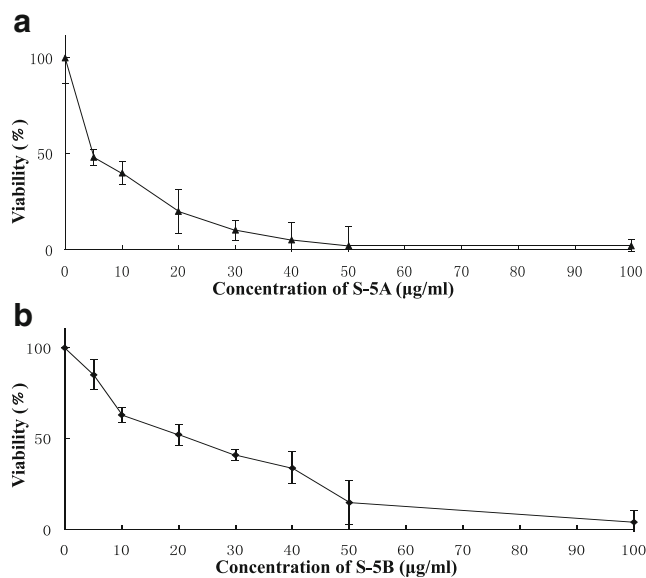 a
100
50
0
Viability (%)
0 10 20 30 40 50 60 70 80 90 100
Concentration of S-5A (μg/ml)
b
100
50
0
Viability (%)
0 10 20 30 40 50 60 70 80 90 100
Concentration of S-5B (μg/ml)